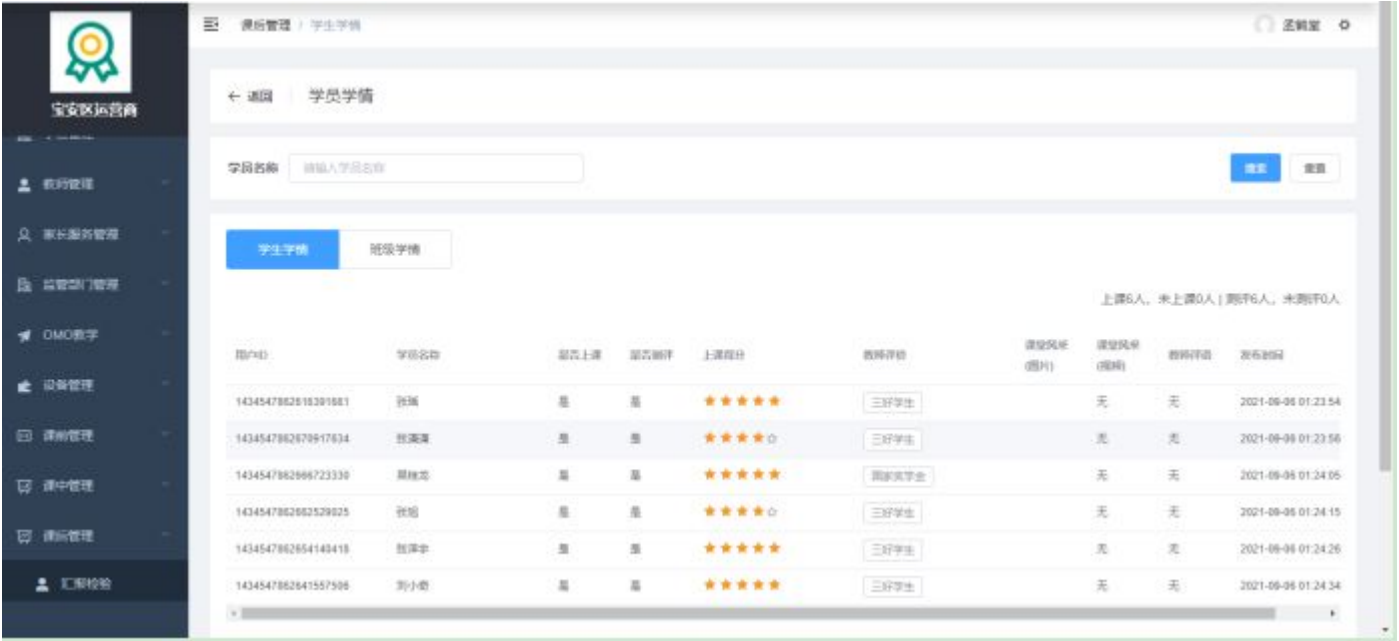 课后管理 / 学生学情
宝安区运营商
← 返回 学员学情
学员名称 请输入学员名称 搜索 重置
教师管理
家长服务管理
监管部门管理
OMO教学
设备管理
课前管理
课中管理
课后管理
汇报检验
学生学情 班级学情
上课6人，未上课0人 | 测评6人，未测评0人
用户ID 学员名称 是否上课 是否测评 上课得分 教师评价 课堂风采 课堂风采 教师评语 发布时间
(图片) (视频)
是 是 三好学生 无 无 2021-09-06 01:23:54
张潇潇 是 是 三好学生 无 无 2021-09-06 01:23:56
是 是 国家奖学金 无 无 2021-09-06 01:24:05
张旭 是 是 三好学生 无 无 2021-09-06 01:24:15
是 是 三好学生 无 无 2021-09-06 01:24:26
刘小奇 是 是 三好学生 无 无 2021-09-06 01:24:34